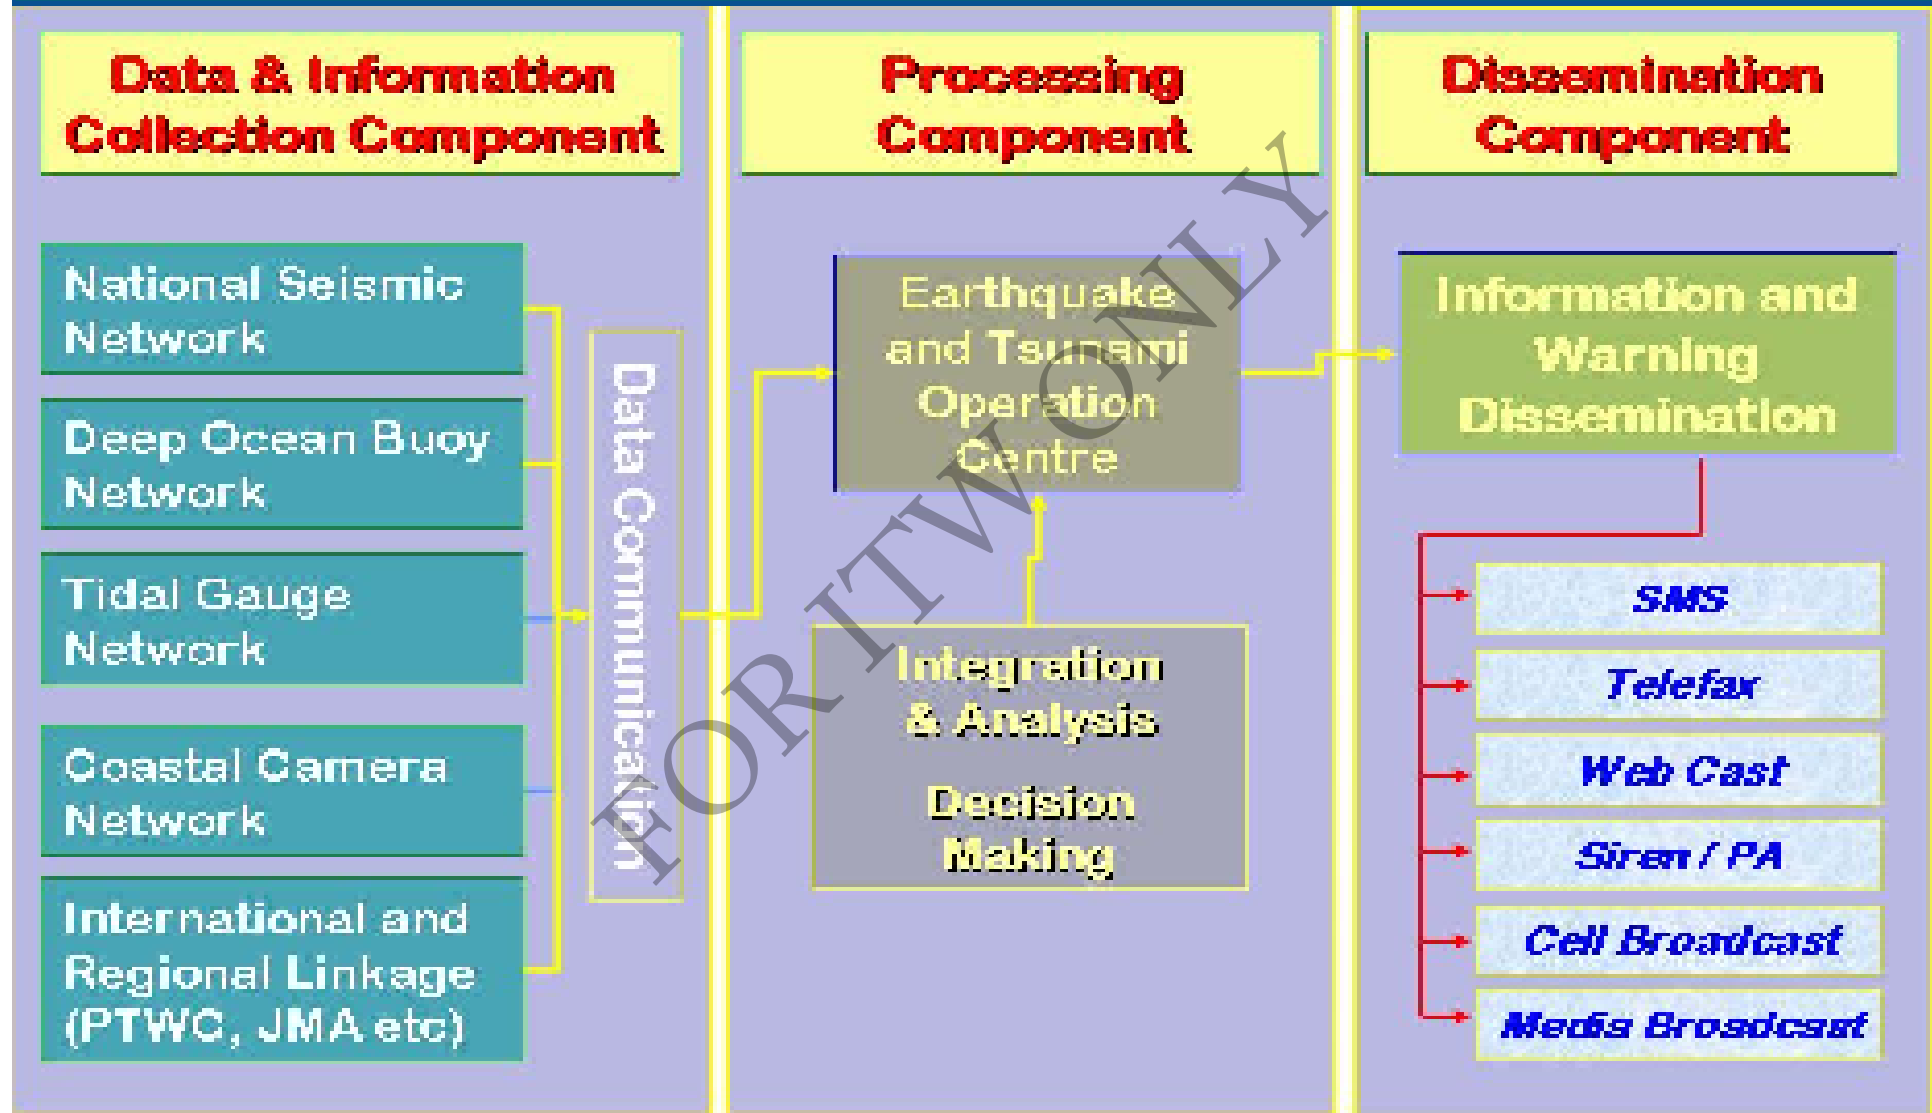 Data & Information
Collection Component
Processing
Component
Dissemination
Component
National Seismic
Network
Deep Ocean Buoy
Network
Tidal Gauge
Network
Coastal Camera
Network
International and
Regional Linkage
(PTWC, JMA etc)
Data Communication
Earthquake
and Tsunami
Operation
Centre
Integration
& Analysis
Decision
Making
Information and
Warning
Dissemination
SMS
Telefax
Web Cast
Siren / PA
Cell Broadcast
Media Broadcast
FOR ITW ONLY